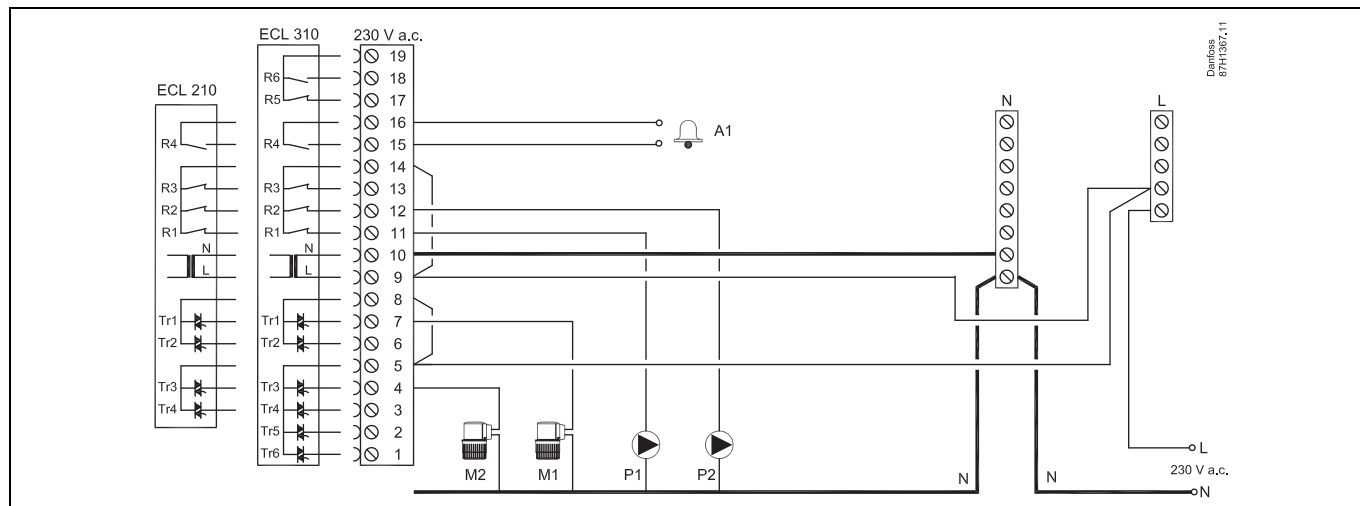 ECL 310 230 V a.c.
ECL 210
Danfoss
87H1367.11
19
R6 18
R5 17
16
R4 R4 15 A1
14
R3 R3 13
R2 R2 12
R1 R1 11
N N 10
L L 9
8
Tr1 Tr1 7
Tr2 Tr2 6
5
Tr3 Tr3 4
Tr4 Tr4 3
Tr5 2
Tr6 1
N L
M2 M1 P1 P2
N N
L
230 V a.c.
N